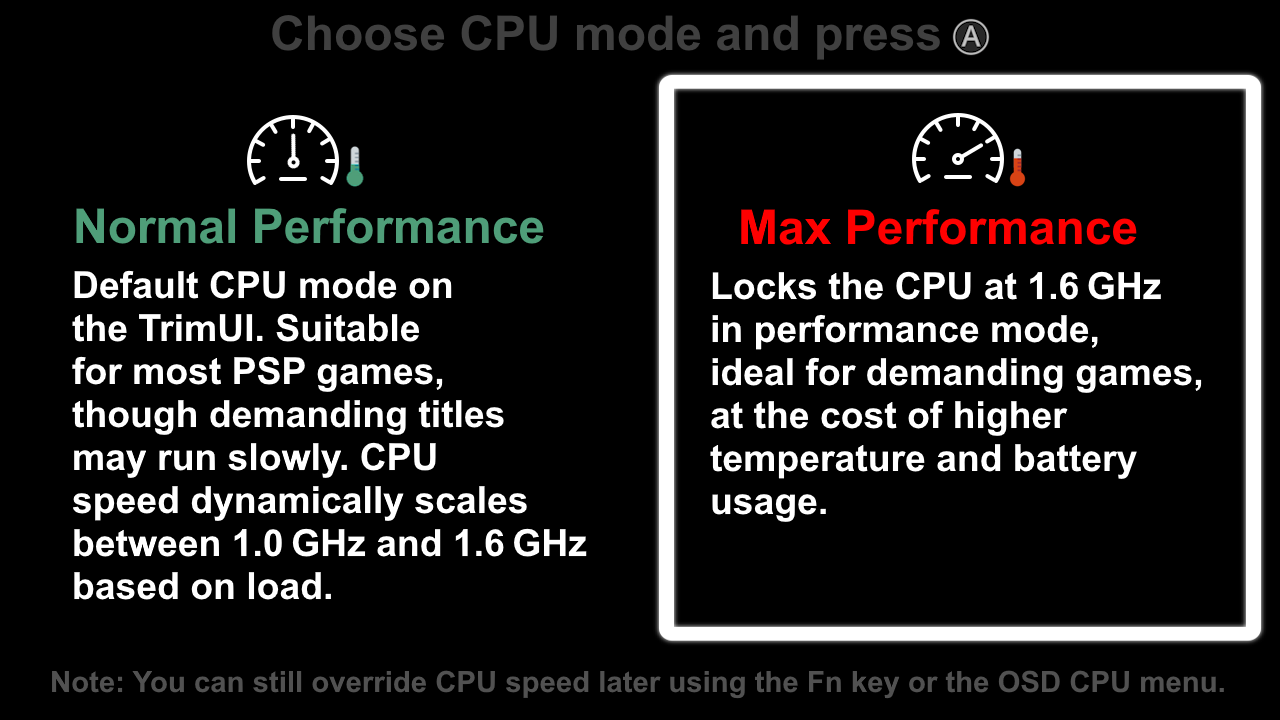 Choose CPU mode and press A
Normal Performance
Default CPU mode on
the TrimUI. Suitable
for most PSP games,
though demanding titles
may run slowly. CPU
speed dynamically scales
between 1.0 GHz and 1.6 GHz
based on load.
Max Performance
Locks the CPU at 1.6 GHz
in performance mode,
ideal for demanding games,
at the cost of higher
temperature and battery
usage.
Note: You can still override CPU speed later using the Fn key or the OSD CPU menu.